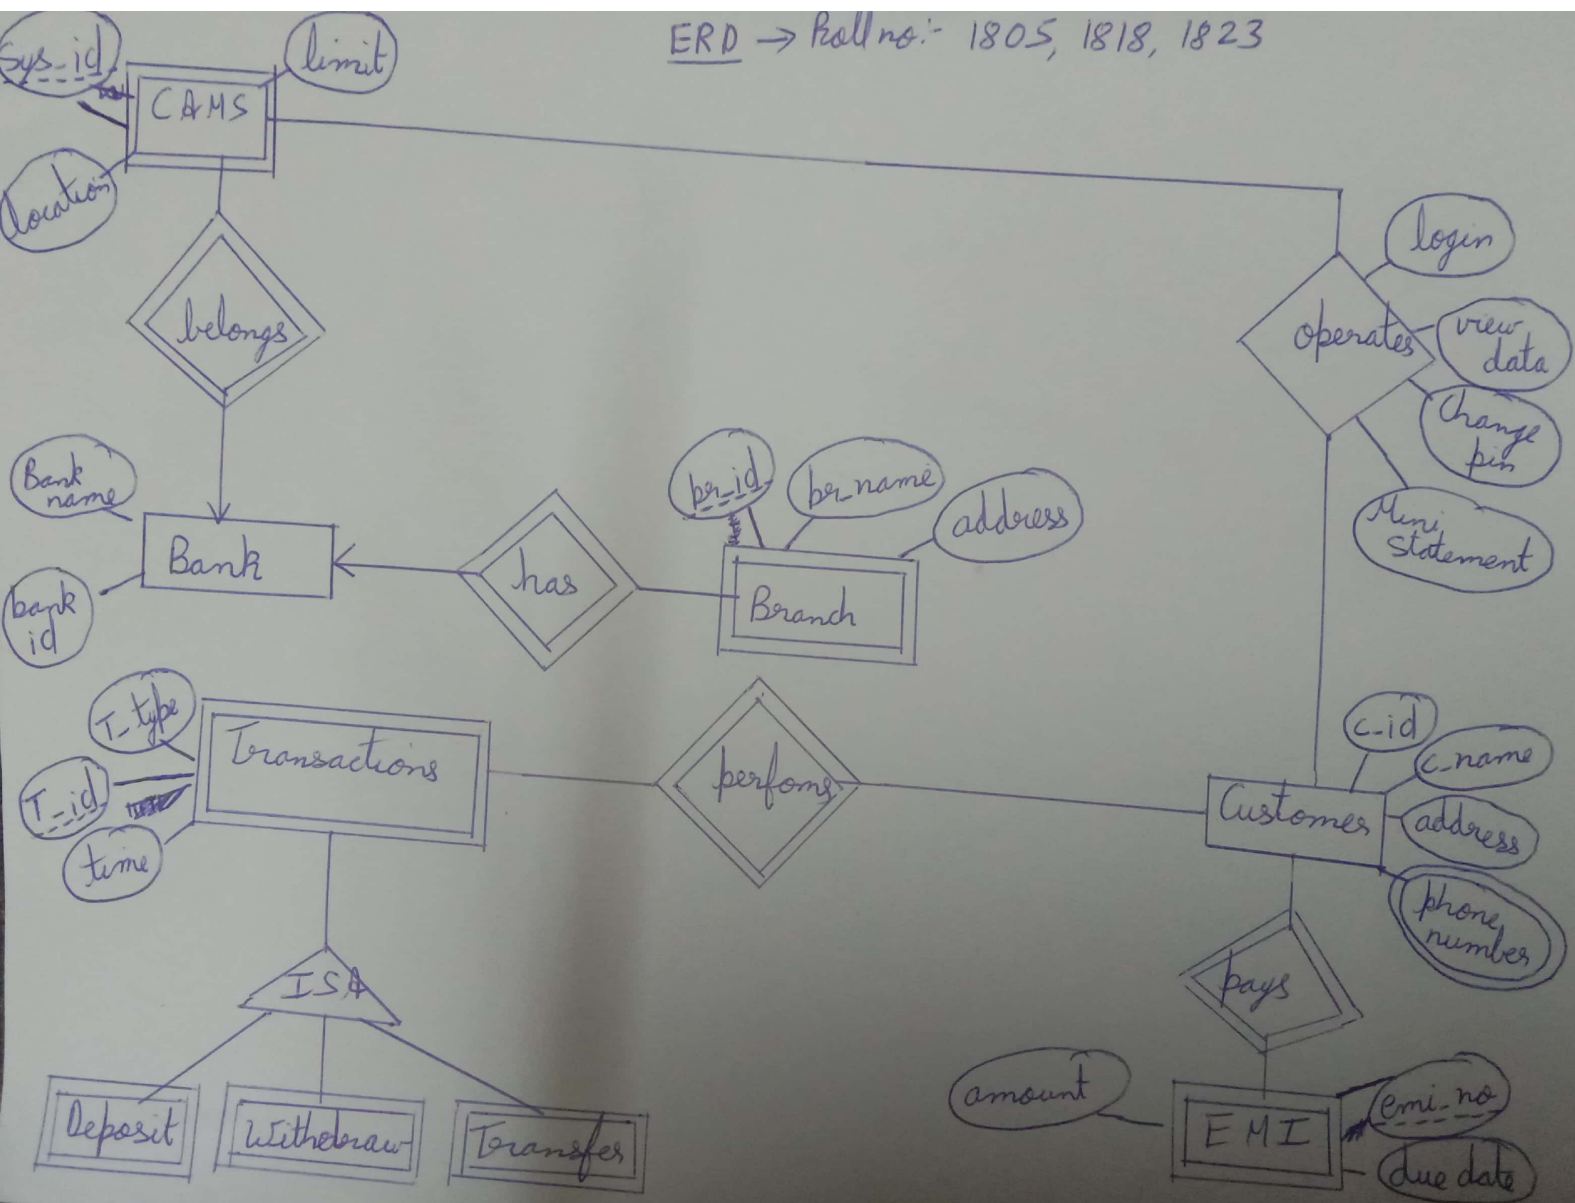 ERD → Roll no:- 1805, 1818, 1823
Sys_id
limit
CAMS
location
belongs
login
operates
view
data
Change
pin
Mini
Statement
Bank
name
bank
id
Bank
has
br_id
br_name
address
Branch
T_type
T_id
time
Transactions
perfoms
c_id
c_name
address
phone
number
Customer
ISA
pays
Deposit
Withdraw
Transfer
amount
EMI
emi_no
due date